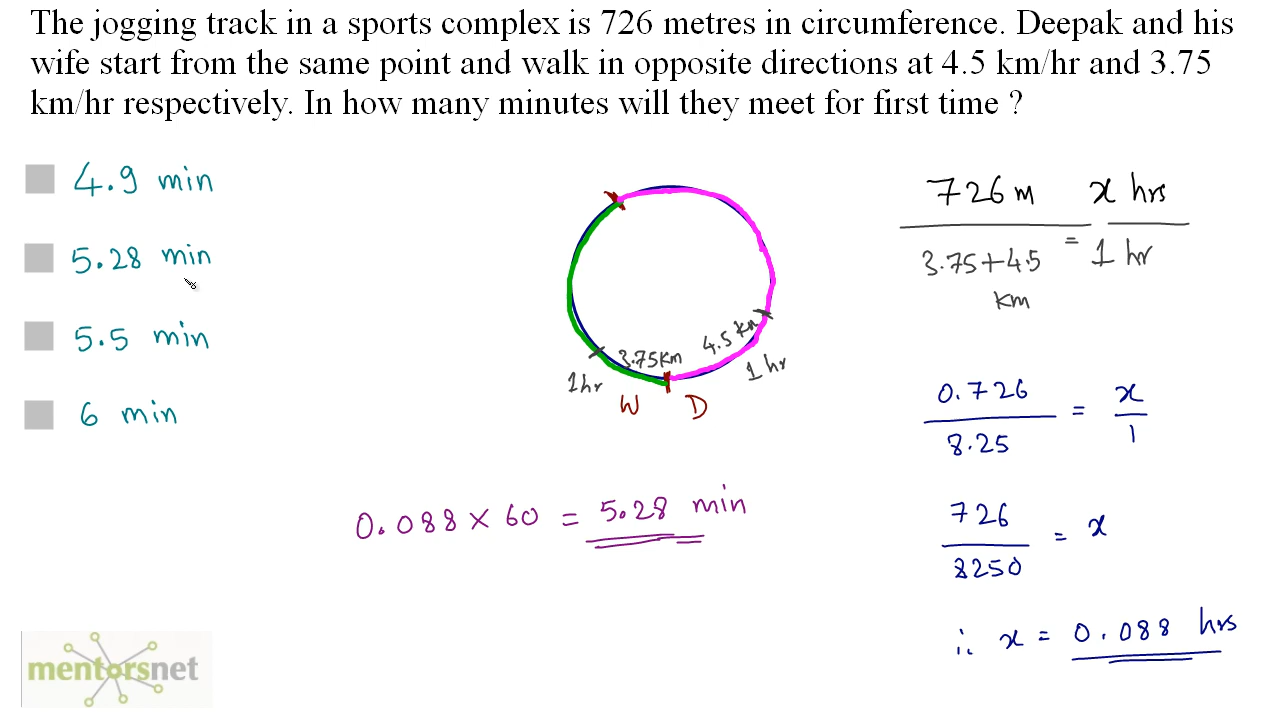 The jogging track in a sports complex is 726 metres in circumference. Deepak and his
wife start from the same point and walk in opposite directions at 4.5 km/hr and 3.75
km/hr respectively. In how many minutes will they meet for first time ?
4.9 min
5.28 min
5.5 min
6 min
3.75Km
4.5 km
1hr
1 hr
W D
726 m x hrs
=
3.75+4.5 1 hr
km
0.726 x
=
8.25 1
726
= x
8250
∴ x = 0.088 hrs
0.088 × 60 = 5.28 min
mentorsnet